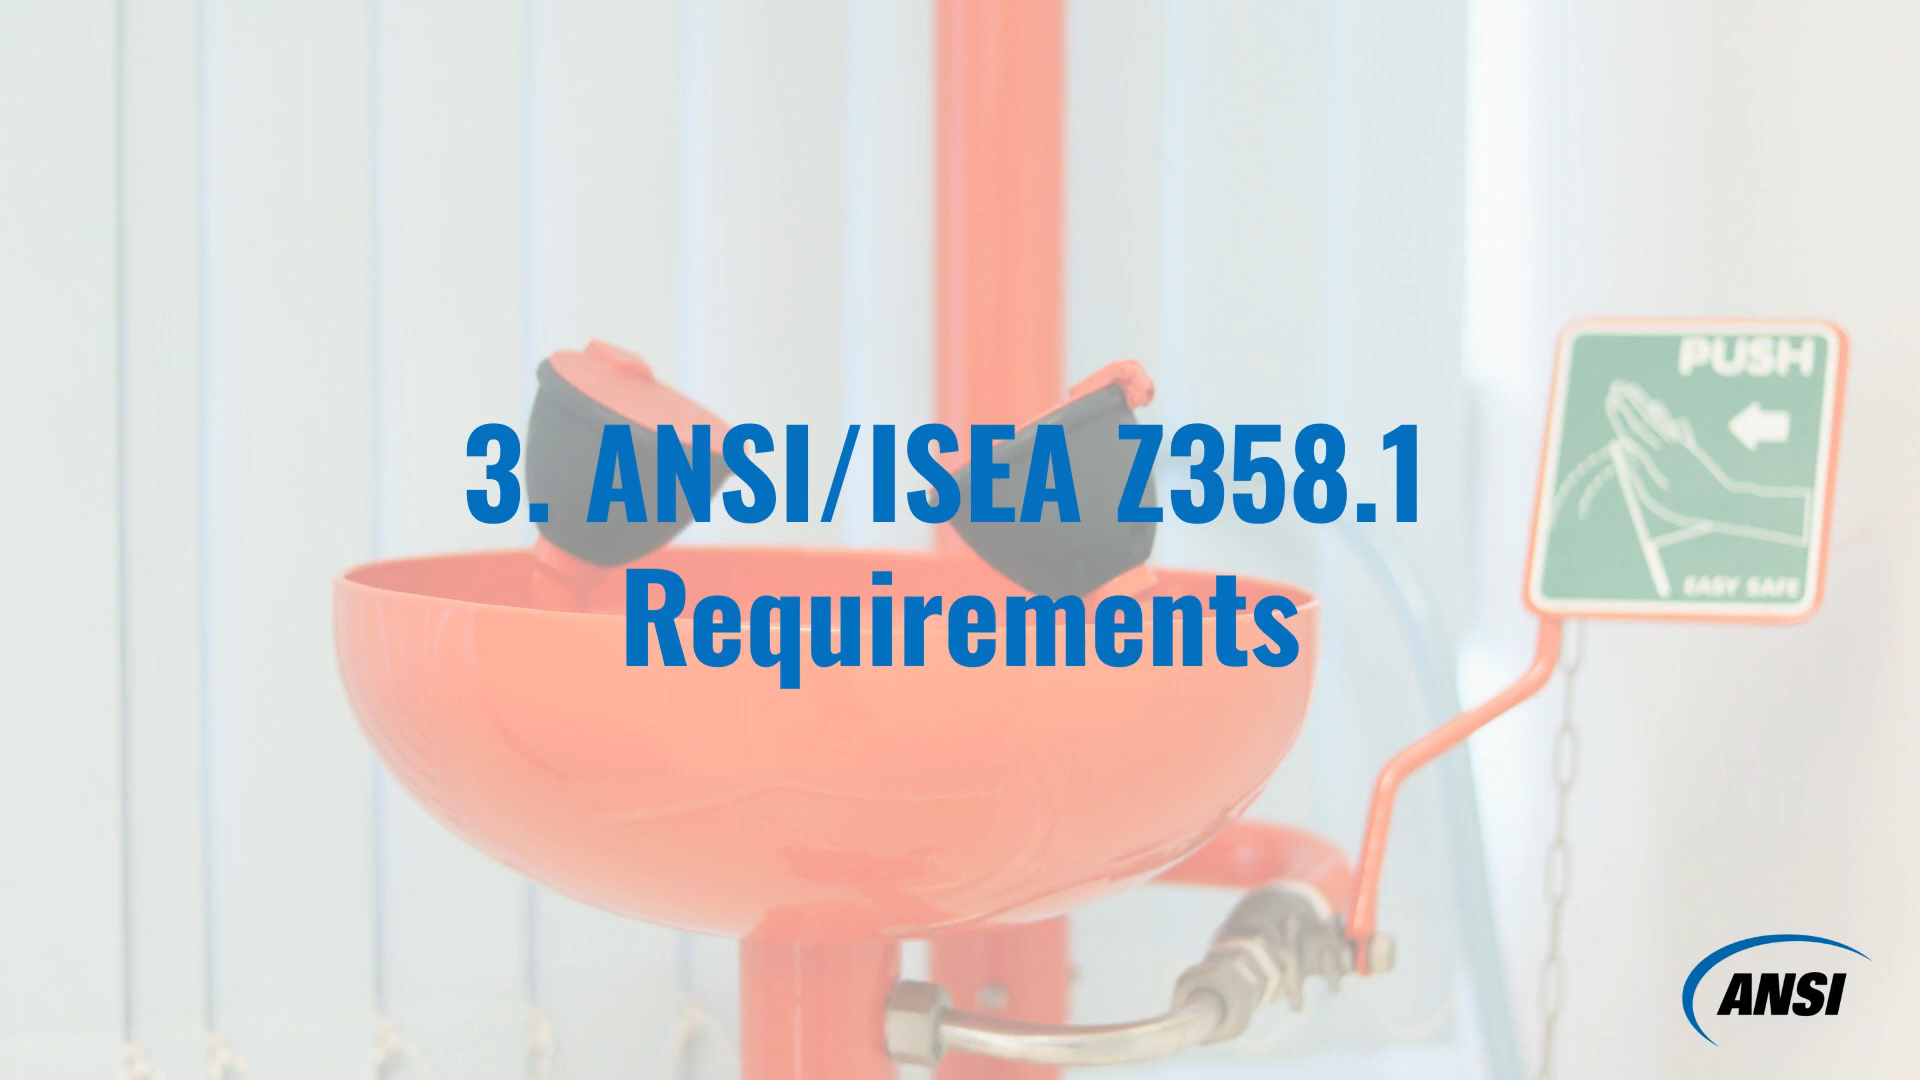 3. ANSI/ISEA Z358.1
Requirements
PUSH
EASY SAFE
ANSI